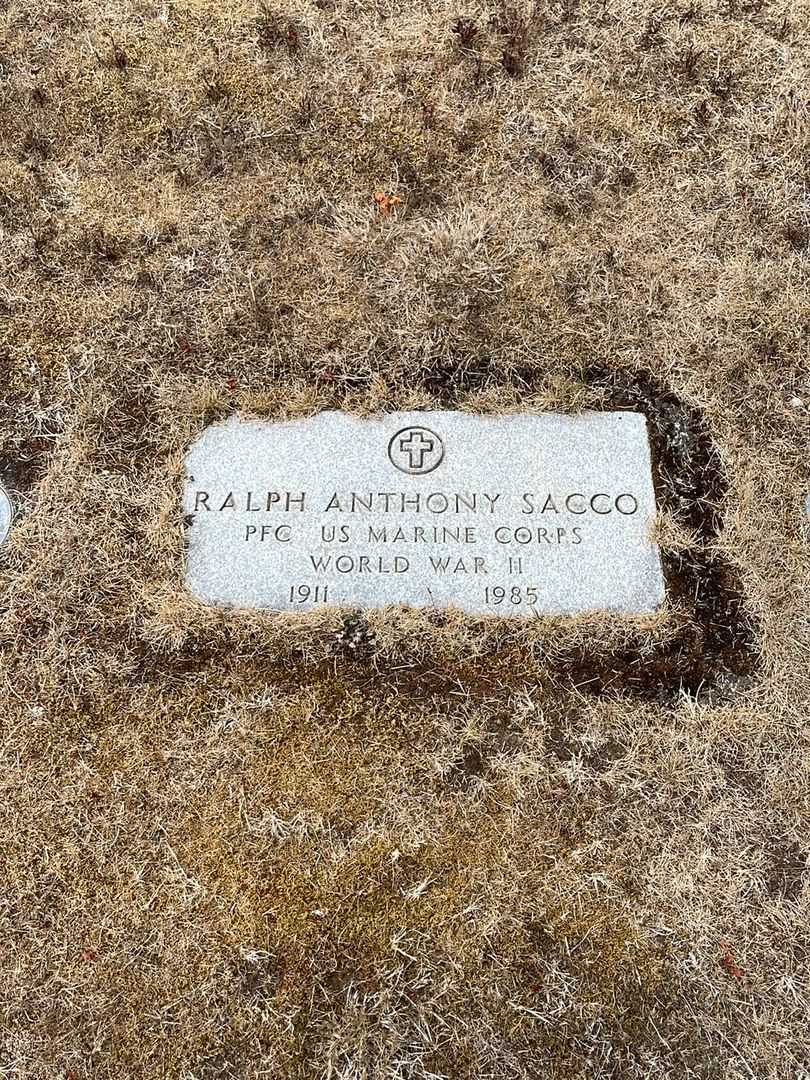 RALPH ANTHONY SACCO
PFC US MARINE CORPS
WORLD WAR II
1911 1985